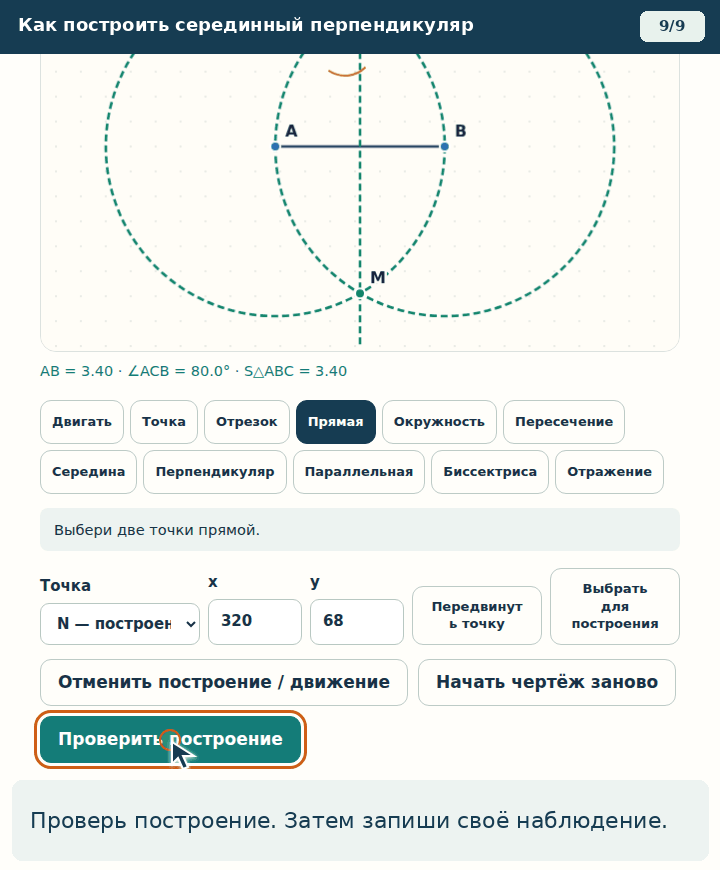 Как построить серединный перпендикуляр
9/9
A
B
M
AB = 3.40 · ∠ACB = 80.0° · S△ABC = 3.40
Двигать
Точка
Отрезок
Прямая
Окружность
Пересечение
Середина
Перпендикуляр
Параллельная
Биссектриса
Отражение
Выбери две точки прямой.
Точка
x
y
N — построен
320
68
Передвинут
ь точку
Выбрать
для
построения
Отменить построение / движение
Начать чертёж заново
Проверить построение
Проверь построение. Затем запиши своё наблюдение.